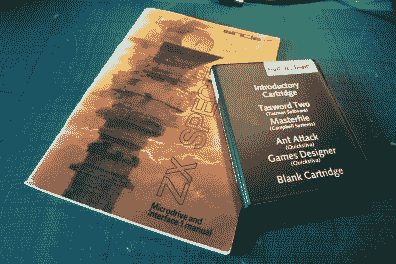 sinclair
ZX SPECTRUM
Microdrive and
Interface 1 manual
Introductory
Cartridge
Tasword Two
(Tasman Software)
Masterfile
(Campbell Systems)
Ant Attack
(Quicksilva)
Games Designer
(Quicksilva)
Blank Cartridge